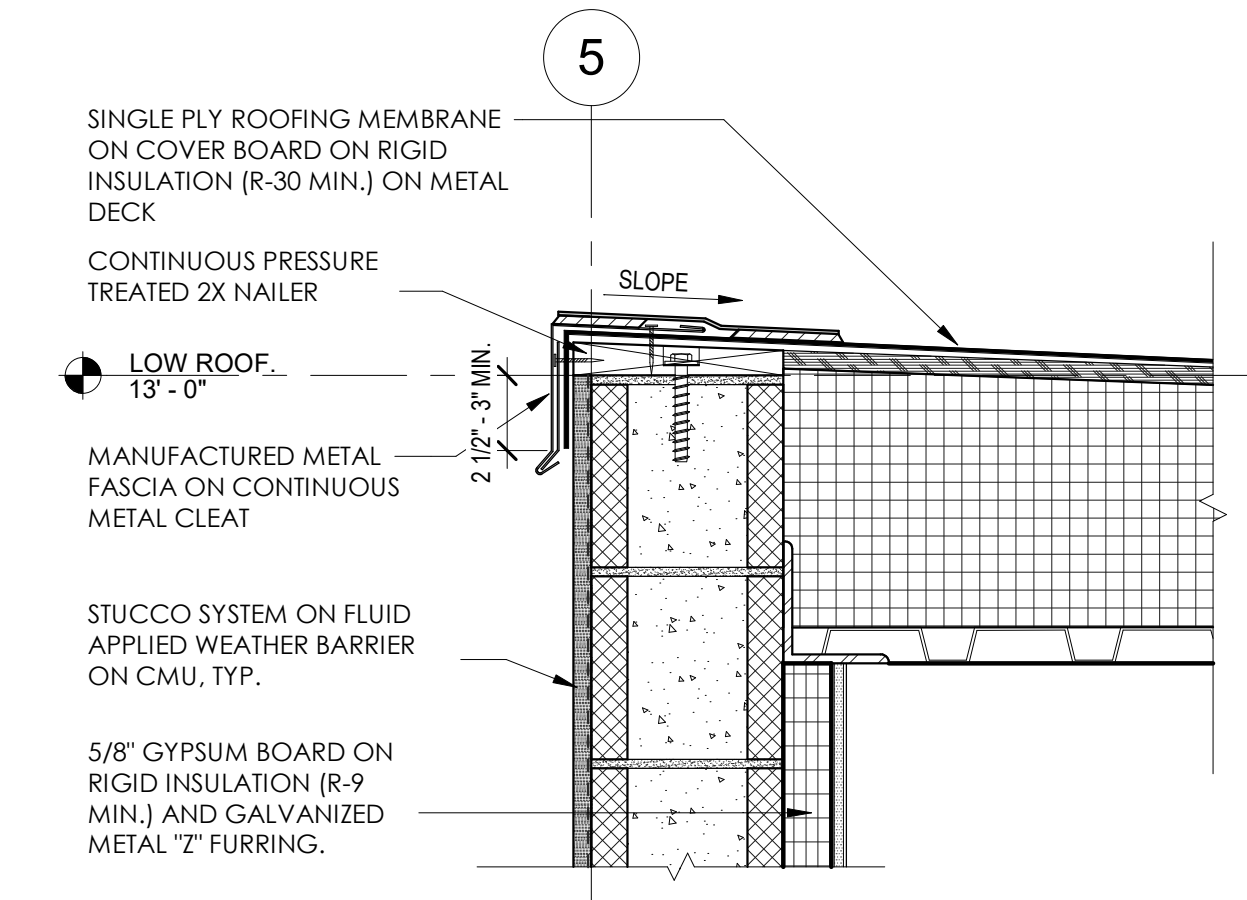 5
SINGLE PLY ROOFING MEMBRANE
ON COVER BOARD ON RIGID
INSULATION (R-30 MIN.) ON METAL
DECK
CONTINUOUS PRESSURE
TREATED 2X NAILER
SLOPE
LOW ROOF.
13' - 0"
2 1/2" - 3" MIN.
MANUFACTURED METAL
FASCIA ON CONTINUOUS
METAL CLEAT
STUCCO SYSTEM ON FLUID
APPLIED WEATHER BARRIER
ON CMU, TYP.
5/8" GYPSUM BOARD ON
RIGID INSULATION (R-9
MIN.) AND GALVANIZED
METAL "Z" FURRING.